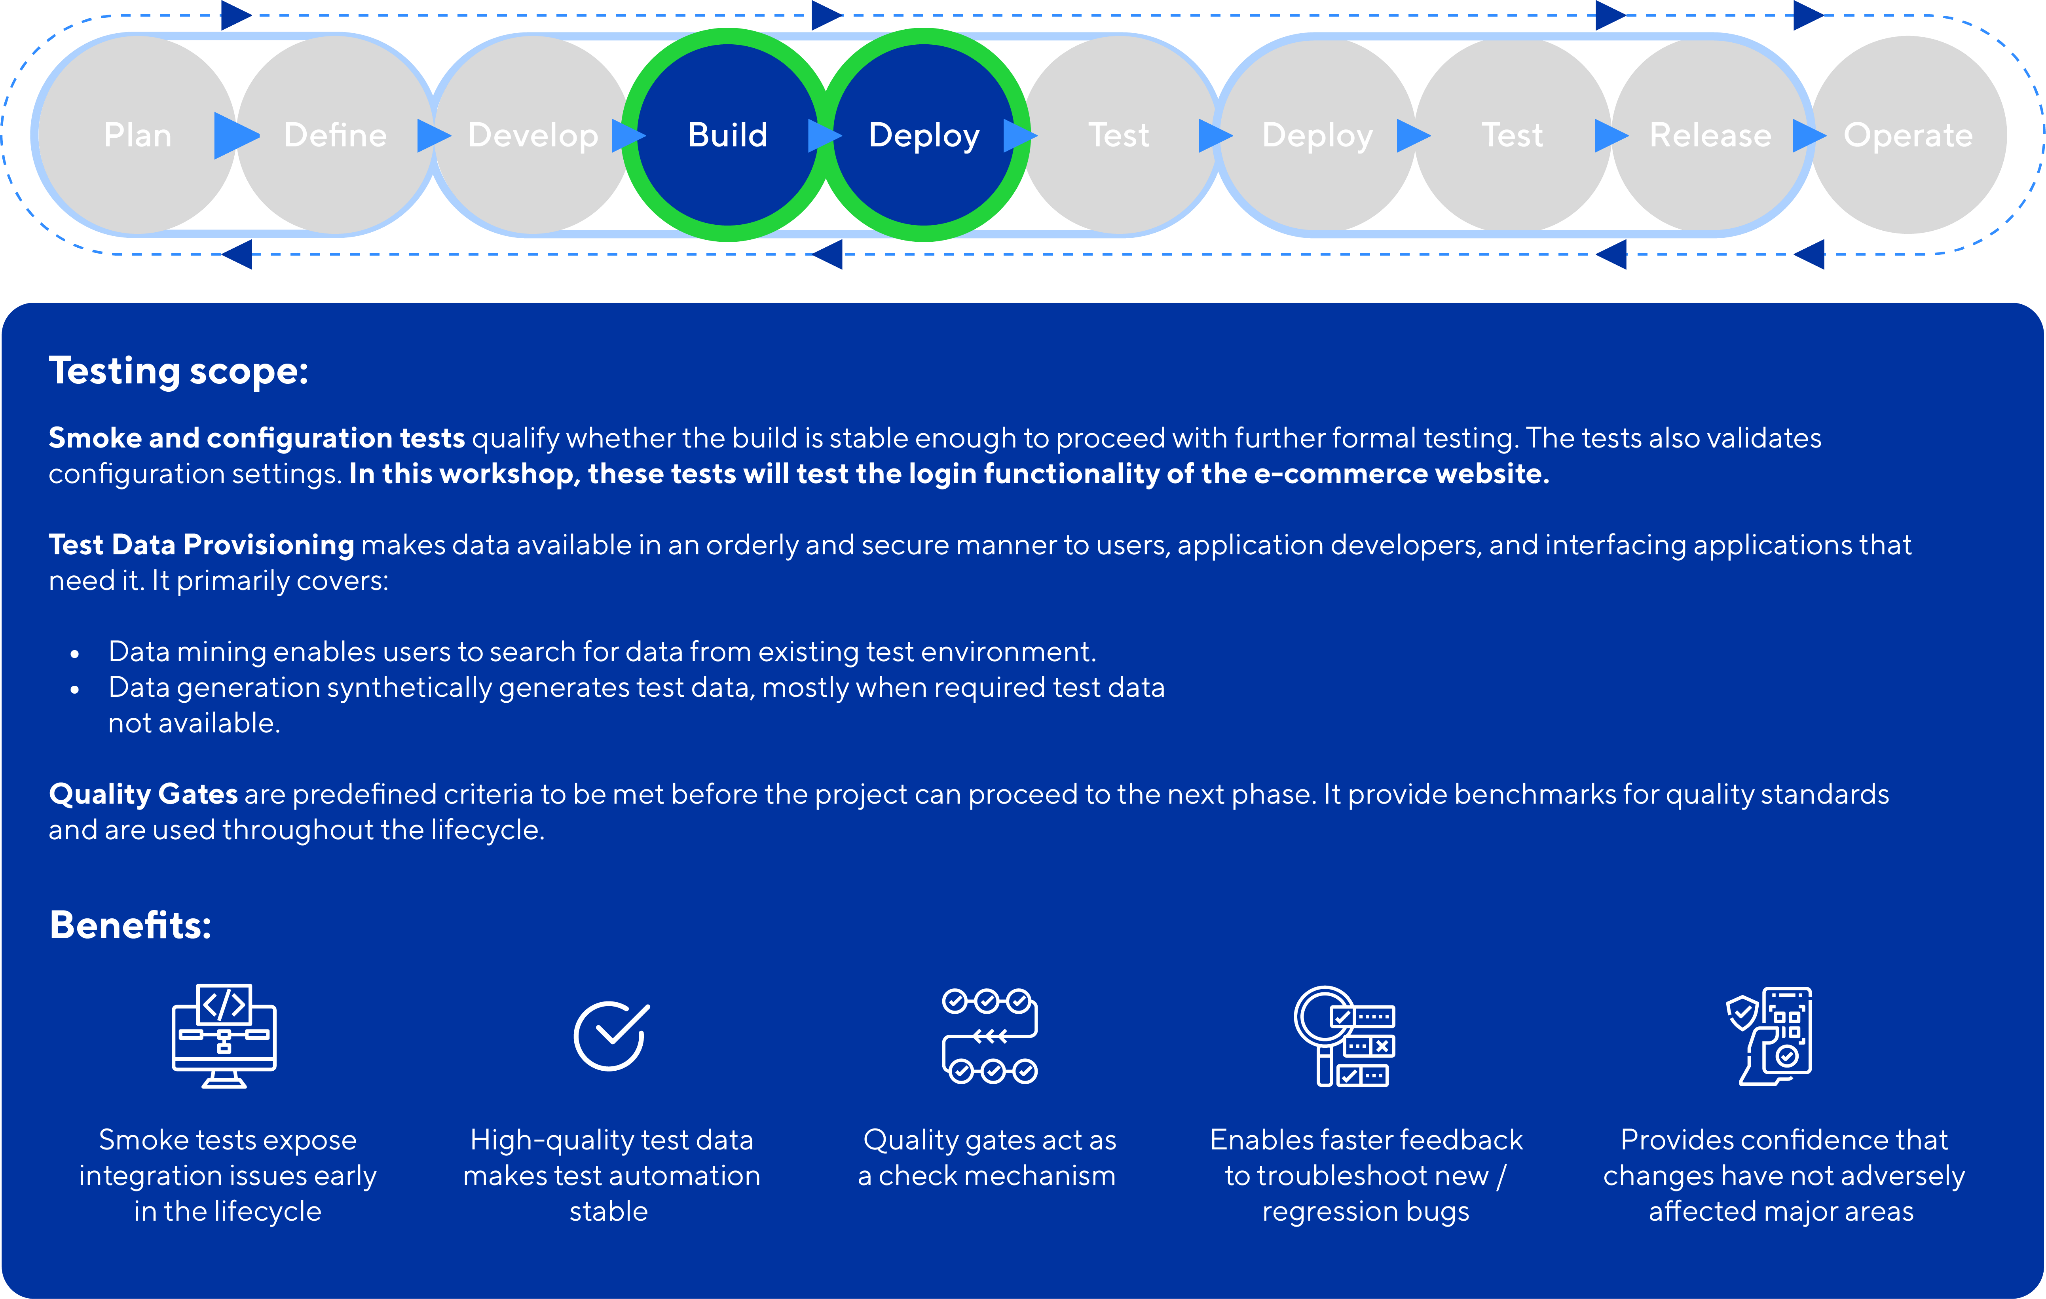 Plan
Define
Develop
Build
Deploy
Test
Deploy
Test
Release
Operate
Testing scope:
Smoke and configuration tests qualify whether the build is stable enough to proceed with further formal testing. The tests also validates
configuration settings. In this workshop, these tests will test the login functionality of the e-commerce website.
Test Data Provisioning makes data available in an orderly and secure manner to users, application developers, and interfacing applications that
need it. It primarily covers:
• Data mining enables users to search for data from existing test environment.
• Data generation synthetically generates test data, mostly when required test data
not available.
Quality Gates are predefined criteria to be met before the project can proceed to the next phase. It provide benchmarks for quality standards
and are used throughout the lifecycle.
Benefits:
Smoke tests expose
integration issues early
in the lifecycle
High-quality test data
makes test automation
stable
Quality gates act as
a check mechanism
Enables faster feedback
to troubleshoot new /
regression bugs
Provides confidence that
changes have not adversely
affected major areas